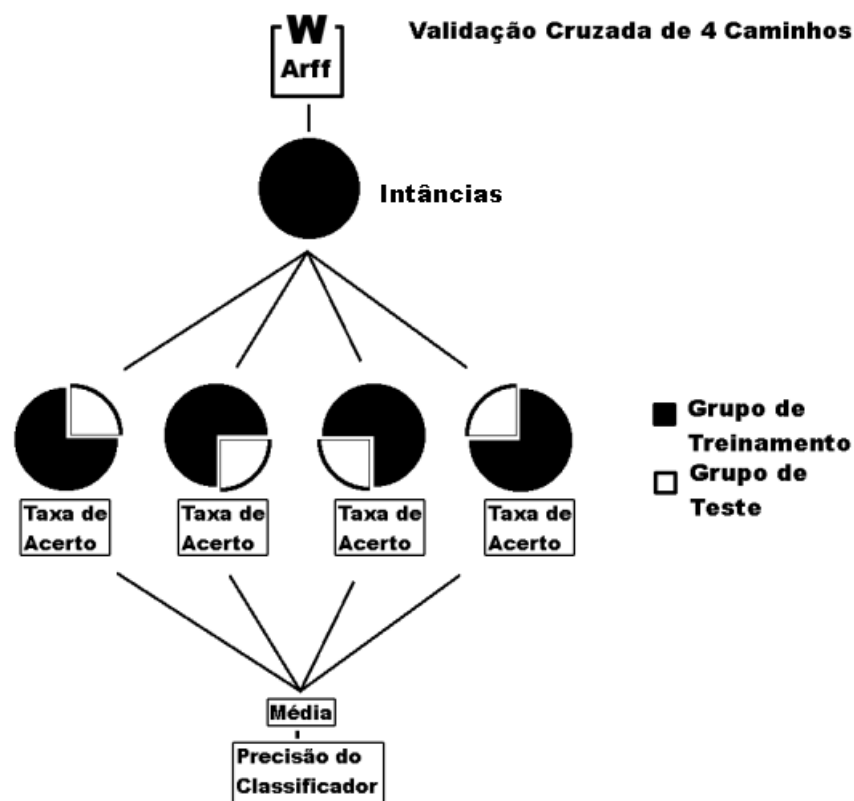 W
Arff
Validação Cruzada de 4 Caminhos
Intâncias
Taxa de
Acerto
Taxa de
Acerto
Taxa de
Acerto
Taxa de
Acerto
Grupo de
Treinamento
Grupo de
Teste
Média
Precisão do
Classificador